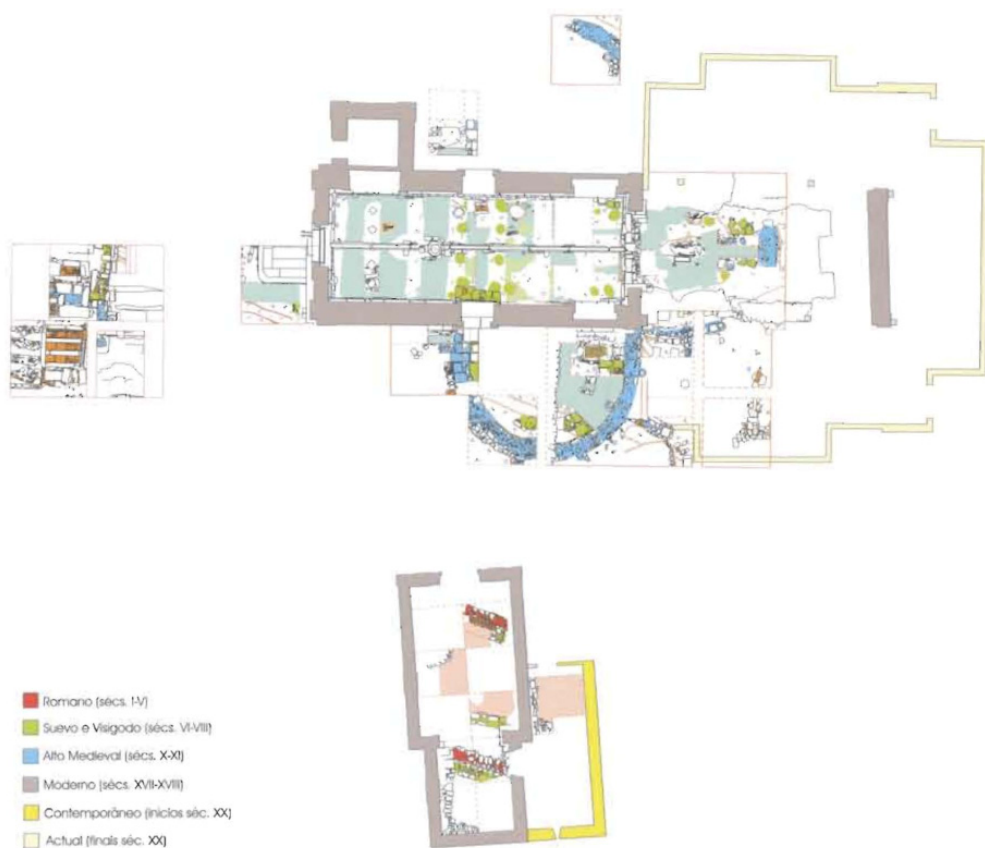 Romano (sécs. I-V)
Suevo e Visigodo (sécs. VI-VIII)
Alto Medieval (sécs. X-XI)
Moderno (sécs. XVII-XVIII)
Contemporâneo (inícios séc. XX)
Actual (finais séc. XX)